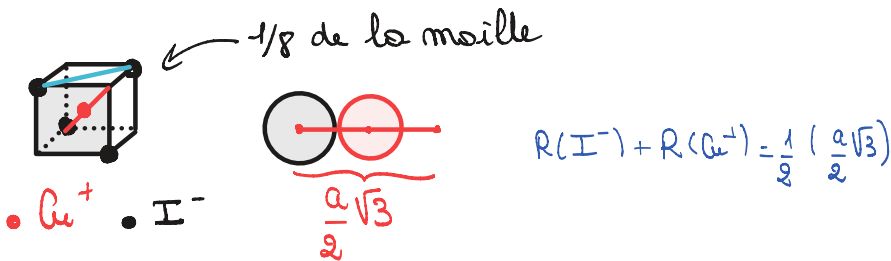 1/8 de la maille
R(I⁻) + R(Cu⁺) = 1/2 ( a/2 √3)
a/2 √3
Cu⁺ I⁻